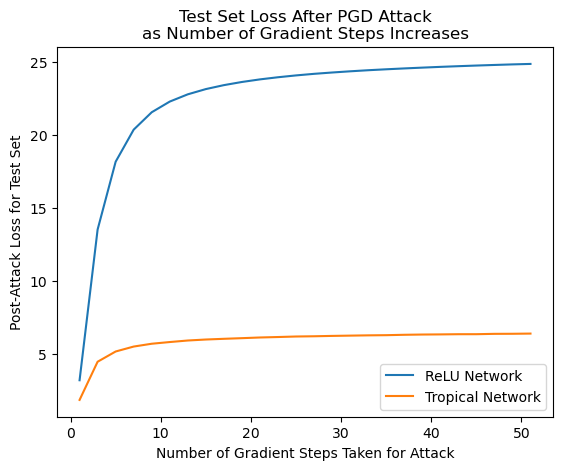 Test Set Loss After PGD Attack
as Number of Gradient Steps Increases
Post-Attack Loss for Test Set
25
20
15
10
5
0
10
20
30
40
50
Number of Gradient Steps Taken for Attack
ReLU Network
Tropical Network